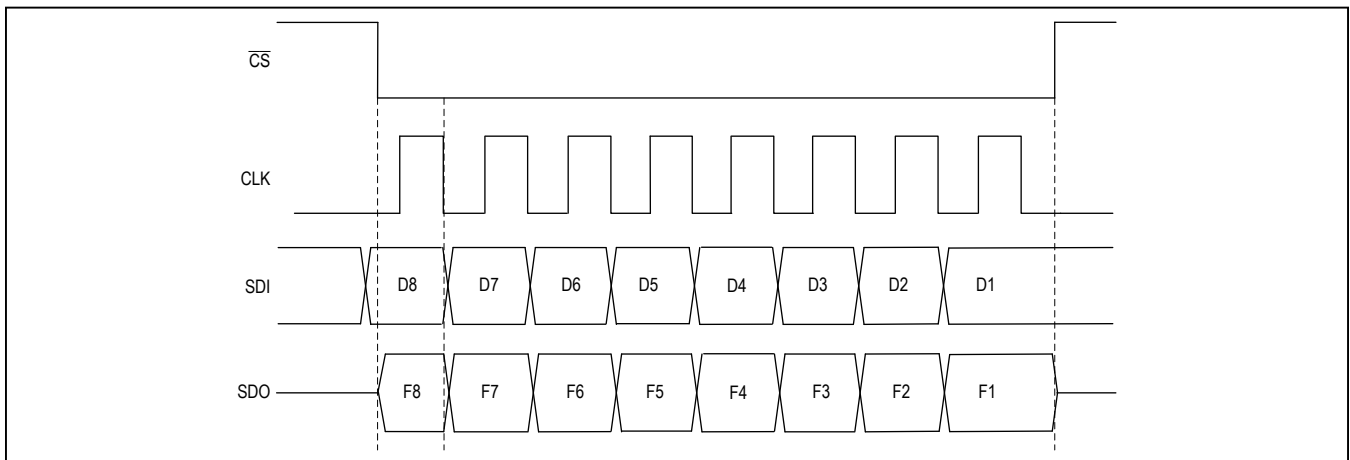 C̅S̅
CLK
SDI D8 D7 D6 D5 D4 D3 D2 D1
SDO F8 F7 F6 F5 F4 F3 F2 F1